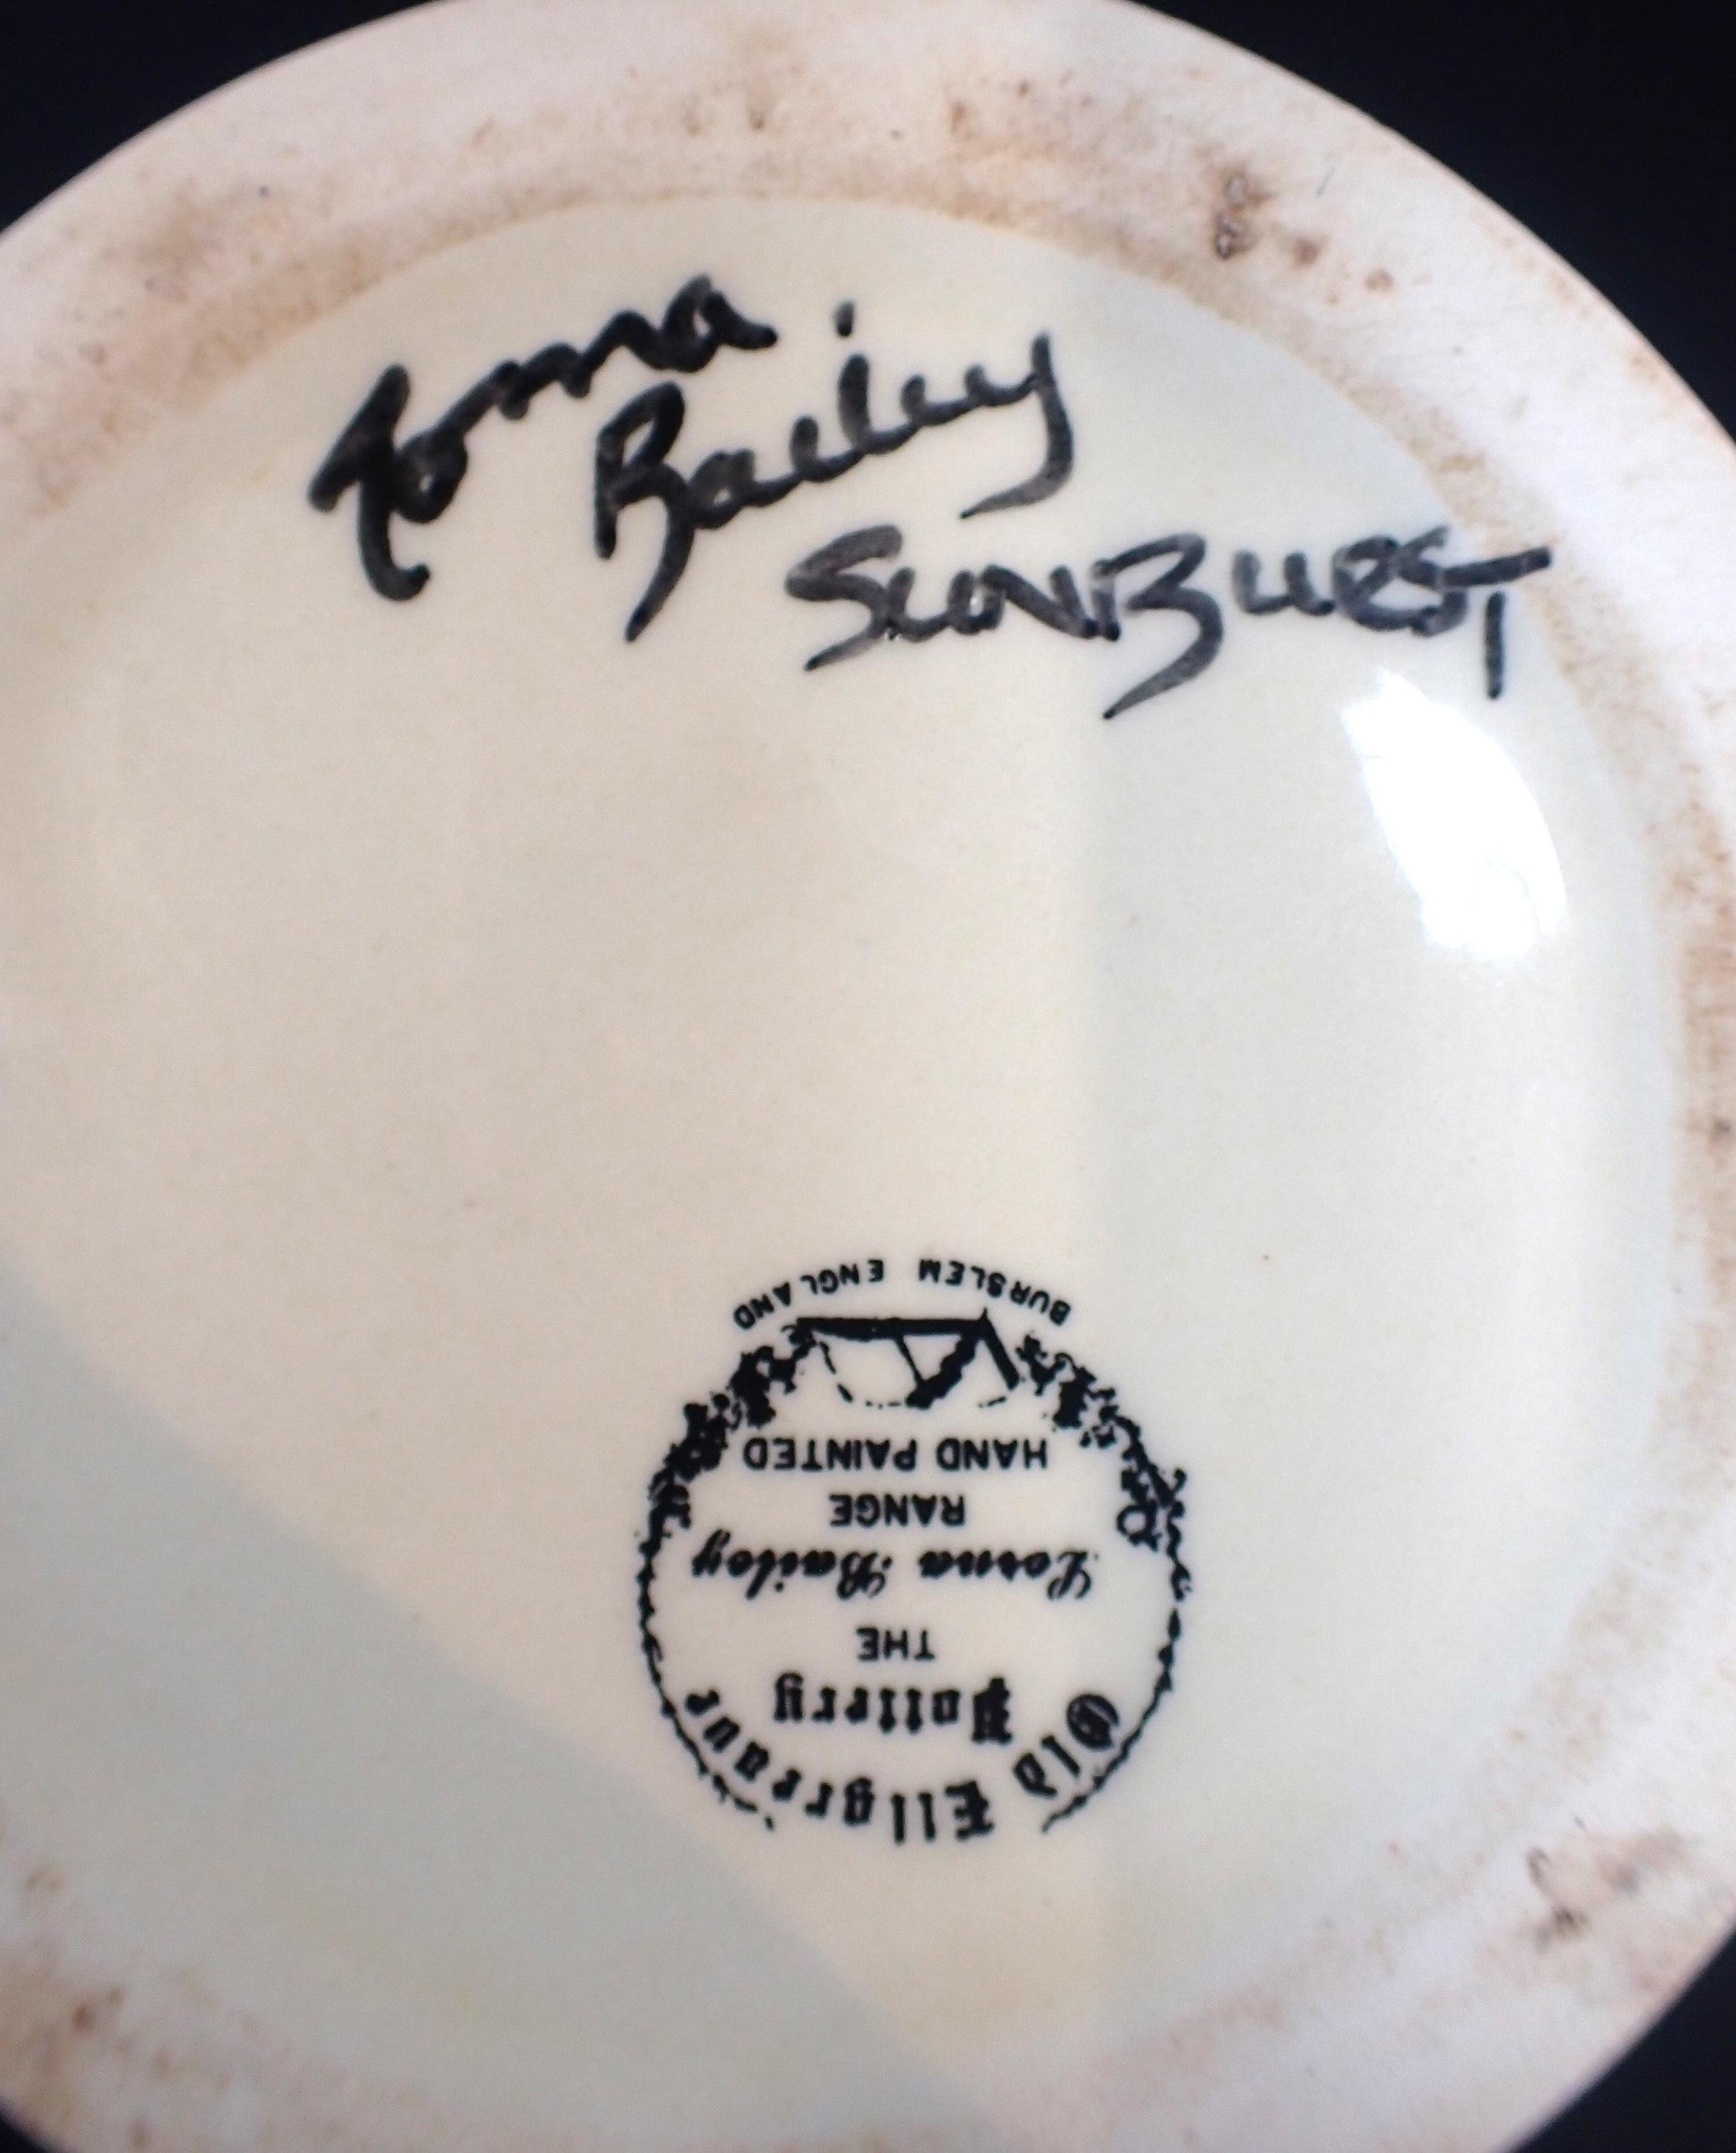 Lorna
Bailey
SUNBURST
Old Ellgreave
Pottery
THE
Lorna Bailey
RANGE
HAND PAINTED
BURSLEM ENGLAND